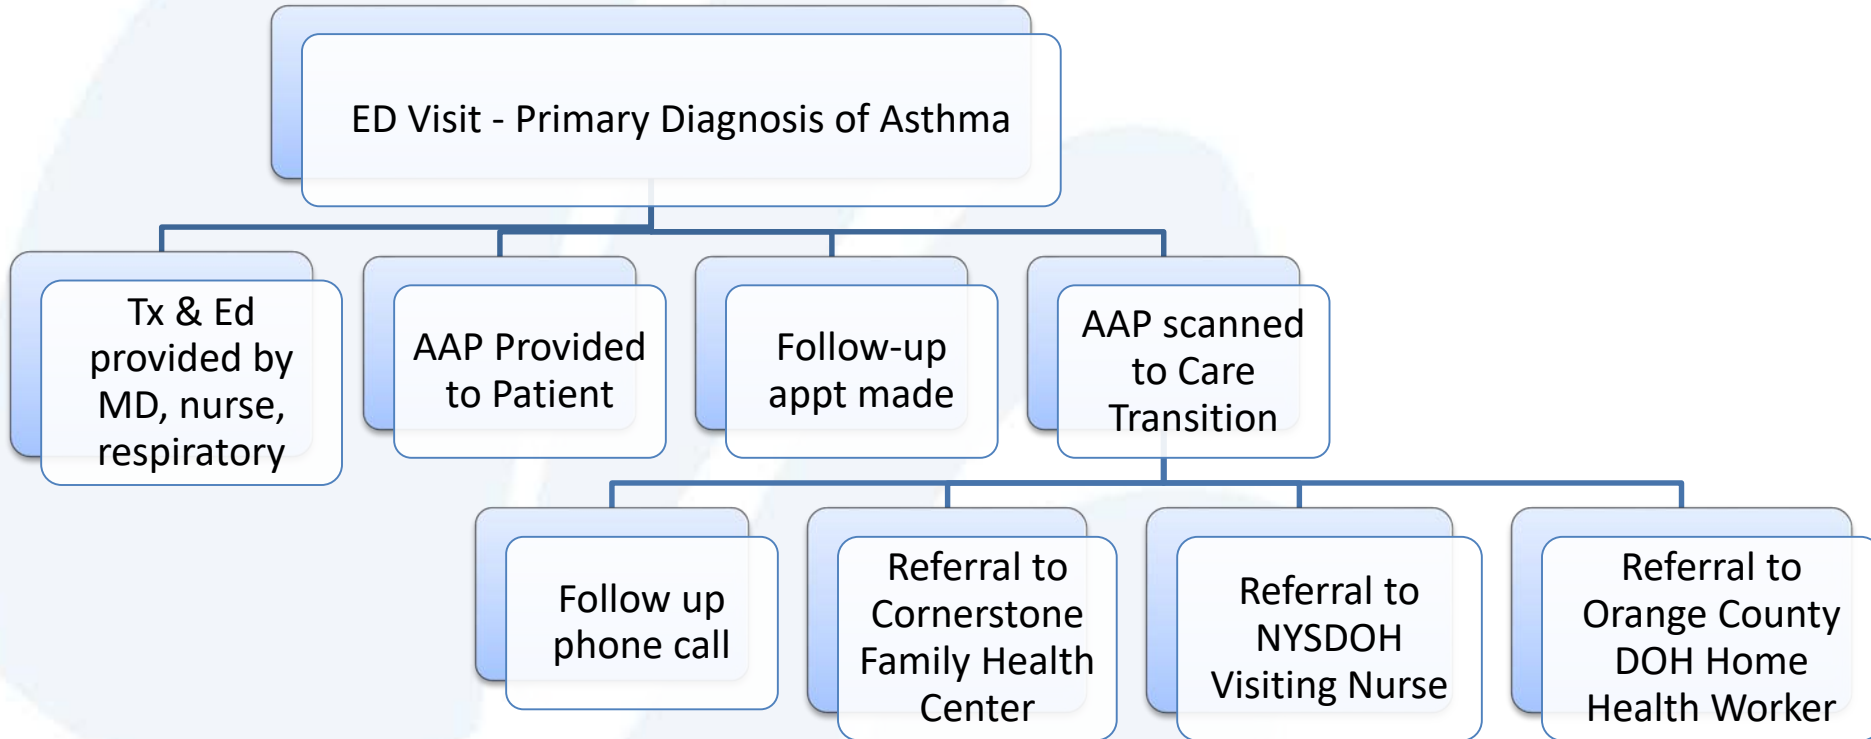 ED Visit - Primary Diagnosis of Asthma
Tx & Ed
provided by
MD, nurse,
respiratory
AAP Provided
to Patient
Follow-up
appt made
AAP scanned
to Care
Transition
Follow up
phone call
Referral to
Cornerstone
Family Health
Center
Referral to
NYSDOH
Visiting Nurse
Referral to
Orange County
DOH Home
Health Worker